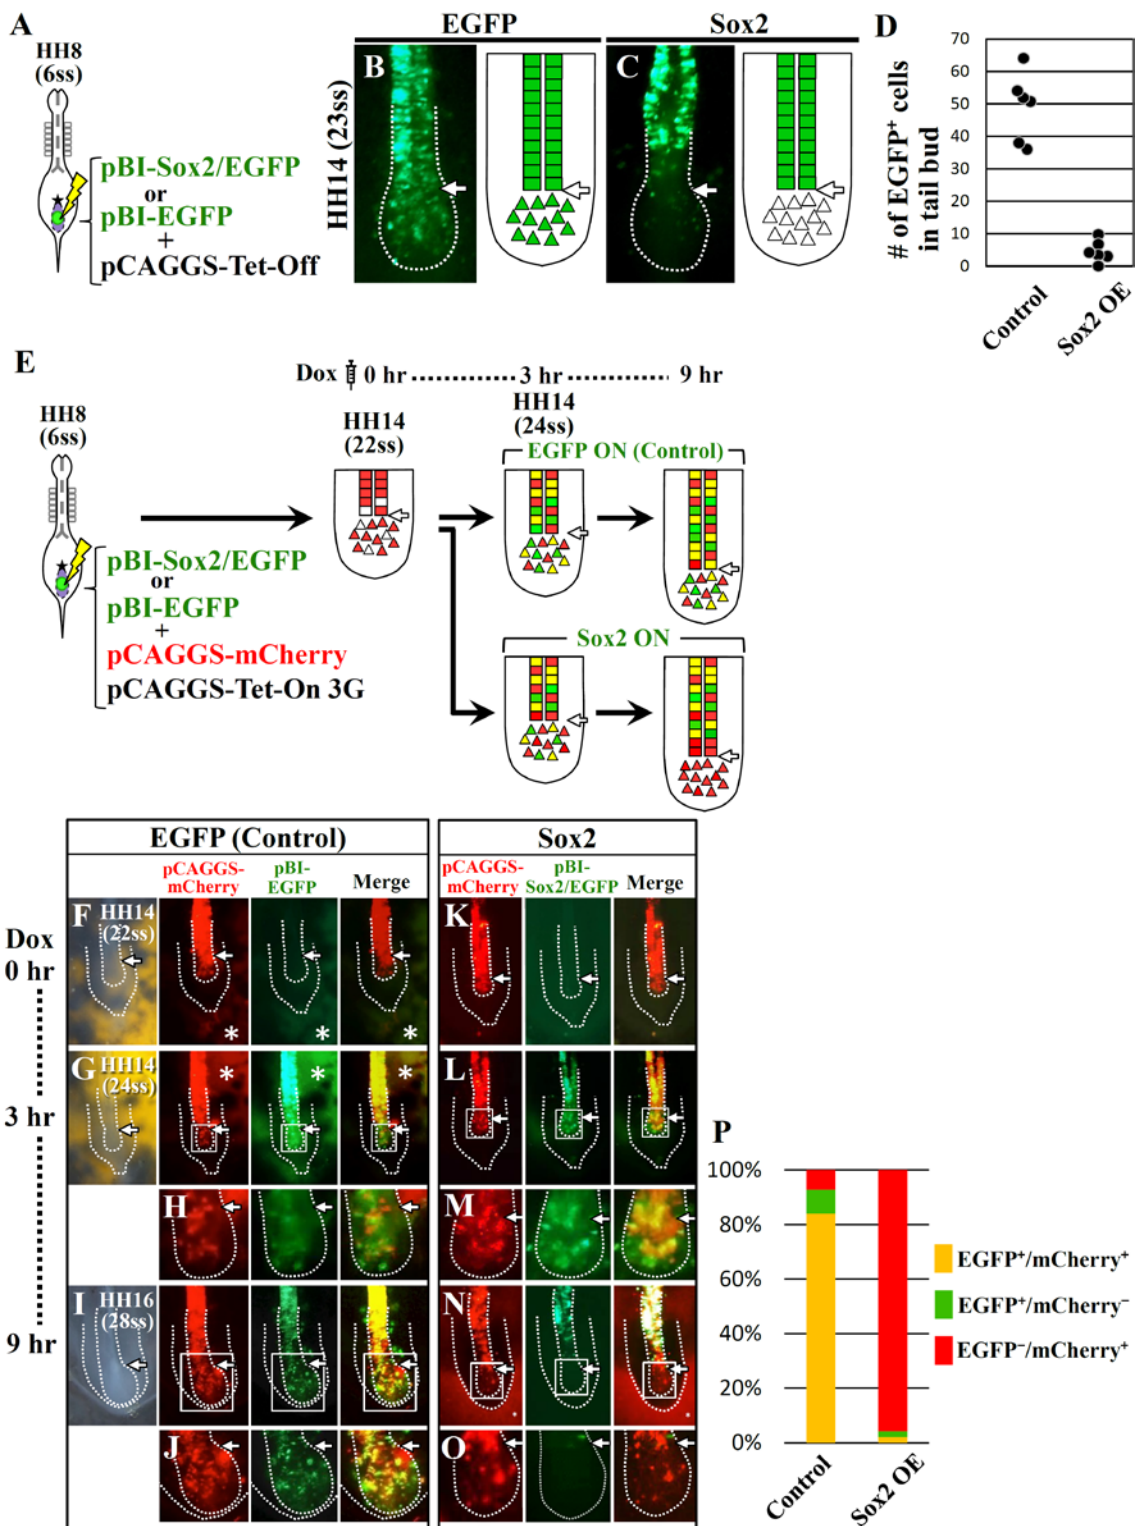 A
HH8
(6ss)
pBI-Sox2/EGFP
or
pBI-EGFP
+
pCAGGS-Tet-Off
HH14 (23ss)
EGFP
B
Sox2
C
D
# of EGFP⁺ cells
in tail bud
70
60
50
40
30
20
10
0
Control
Sox2 OE
E
HH8
(6ss)
pBI-Sox2/EGFP
or
pBI-EGFP
+
pCAGGS-mCherry
pCAGGS-Tet-On 3G
Dox 0 hr 3 hr 9 hr
HH14
(22ss)
HH14
(24ss)
EGFP ON (Control)
Sox2 ON
EGFP (Control)
pCAGGS-
mCherry
pBI-
EGFP
Merge
Sox2
pCAGGS-
mCherry
pBI-
Sox2/EGFP
Merge
Dox
0 hr
3 hr
9 hr
F HH14
(22ss)
* * *
K
G HH14
(24ss)
* * *
L
H
M
I HH16
(28ss)
N
J
O
P
100%
80%
60%
40%
20%
0%
Control
Sox2 OE
EGFP⁺/mCherry⁺
EGFP⁺/mCherry⁻
EGFP⁻/mCherry⁺